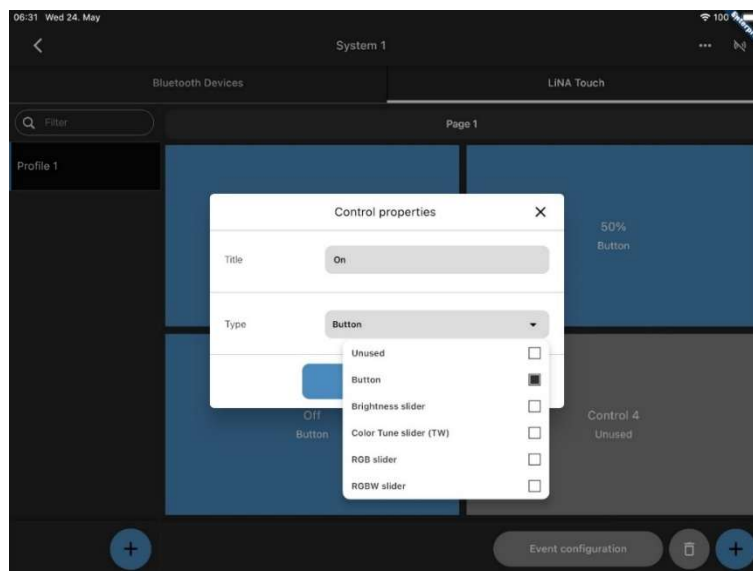 06:31 Wed 24. May
100
System 1
Bluetooth Devices
LiNA Touch
Filter
Page 1
Profile 1
Control properties
50%
Button
Title
On
Type
Button
Unused
Button
Brightness slider
Color Tune slider (TW)
RGB slider
RGBW slider
Off
Button
Control 4
Unused
Event configuration